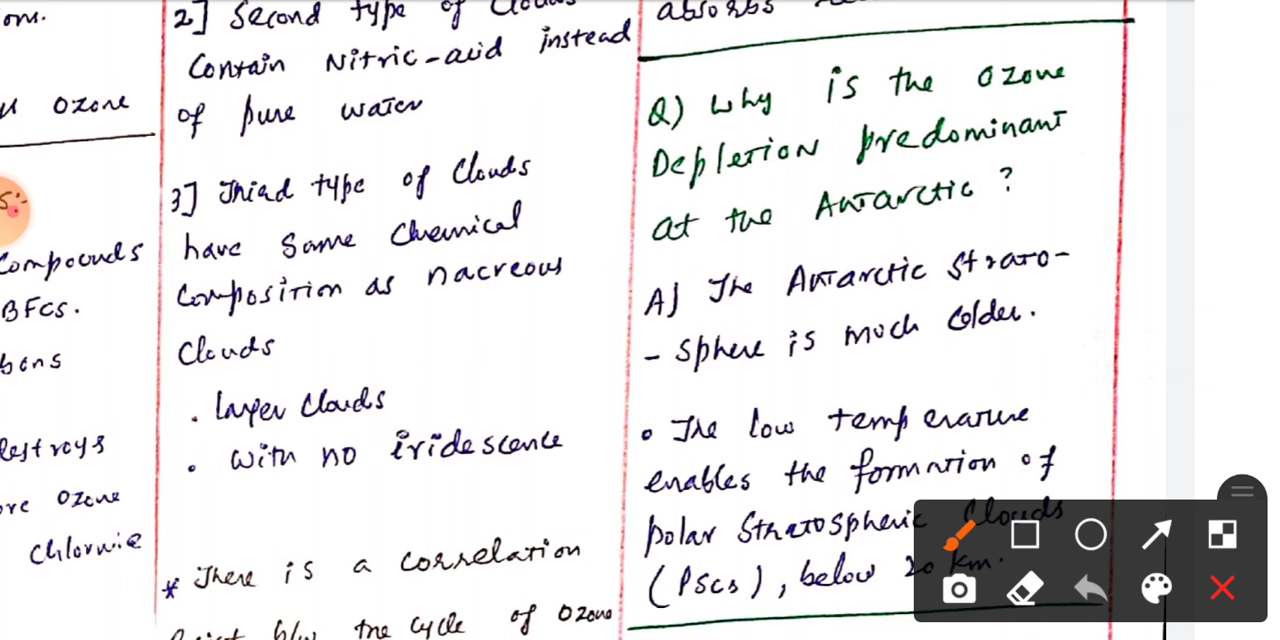 ons.
ozone
s:-
Compounds
BFCs.
bons
destroys
ozone
chlorine
2] Second type of Clouds
Contain Nitric-acid instead
of pure water
3] Third type of Clouds
have same chemical
composition as nacreous
Clouds
. Layer Clouds
. with no iridescence
* There is a correlation
b/w the cycle of ozone
absorbs
Q) Why is the ozone
Depletion predominant
at the Antarctic ?
A] The Antarctic strato-
- sphere is much colder.
• The low temperature
enables the formation of
polar stratospheric clouds
(PSCs), below 20 km.